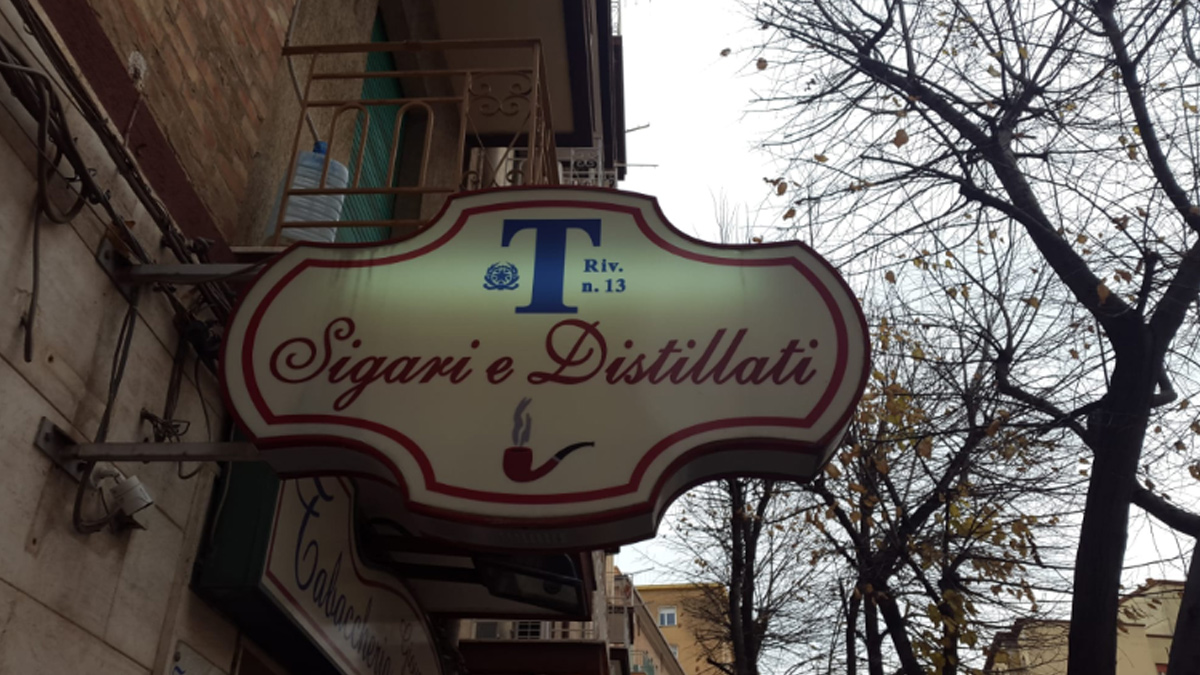 T
Riv.
n. 13
Sigari e Distillati
Tabaccheria